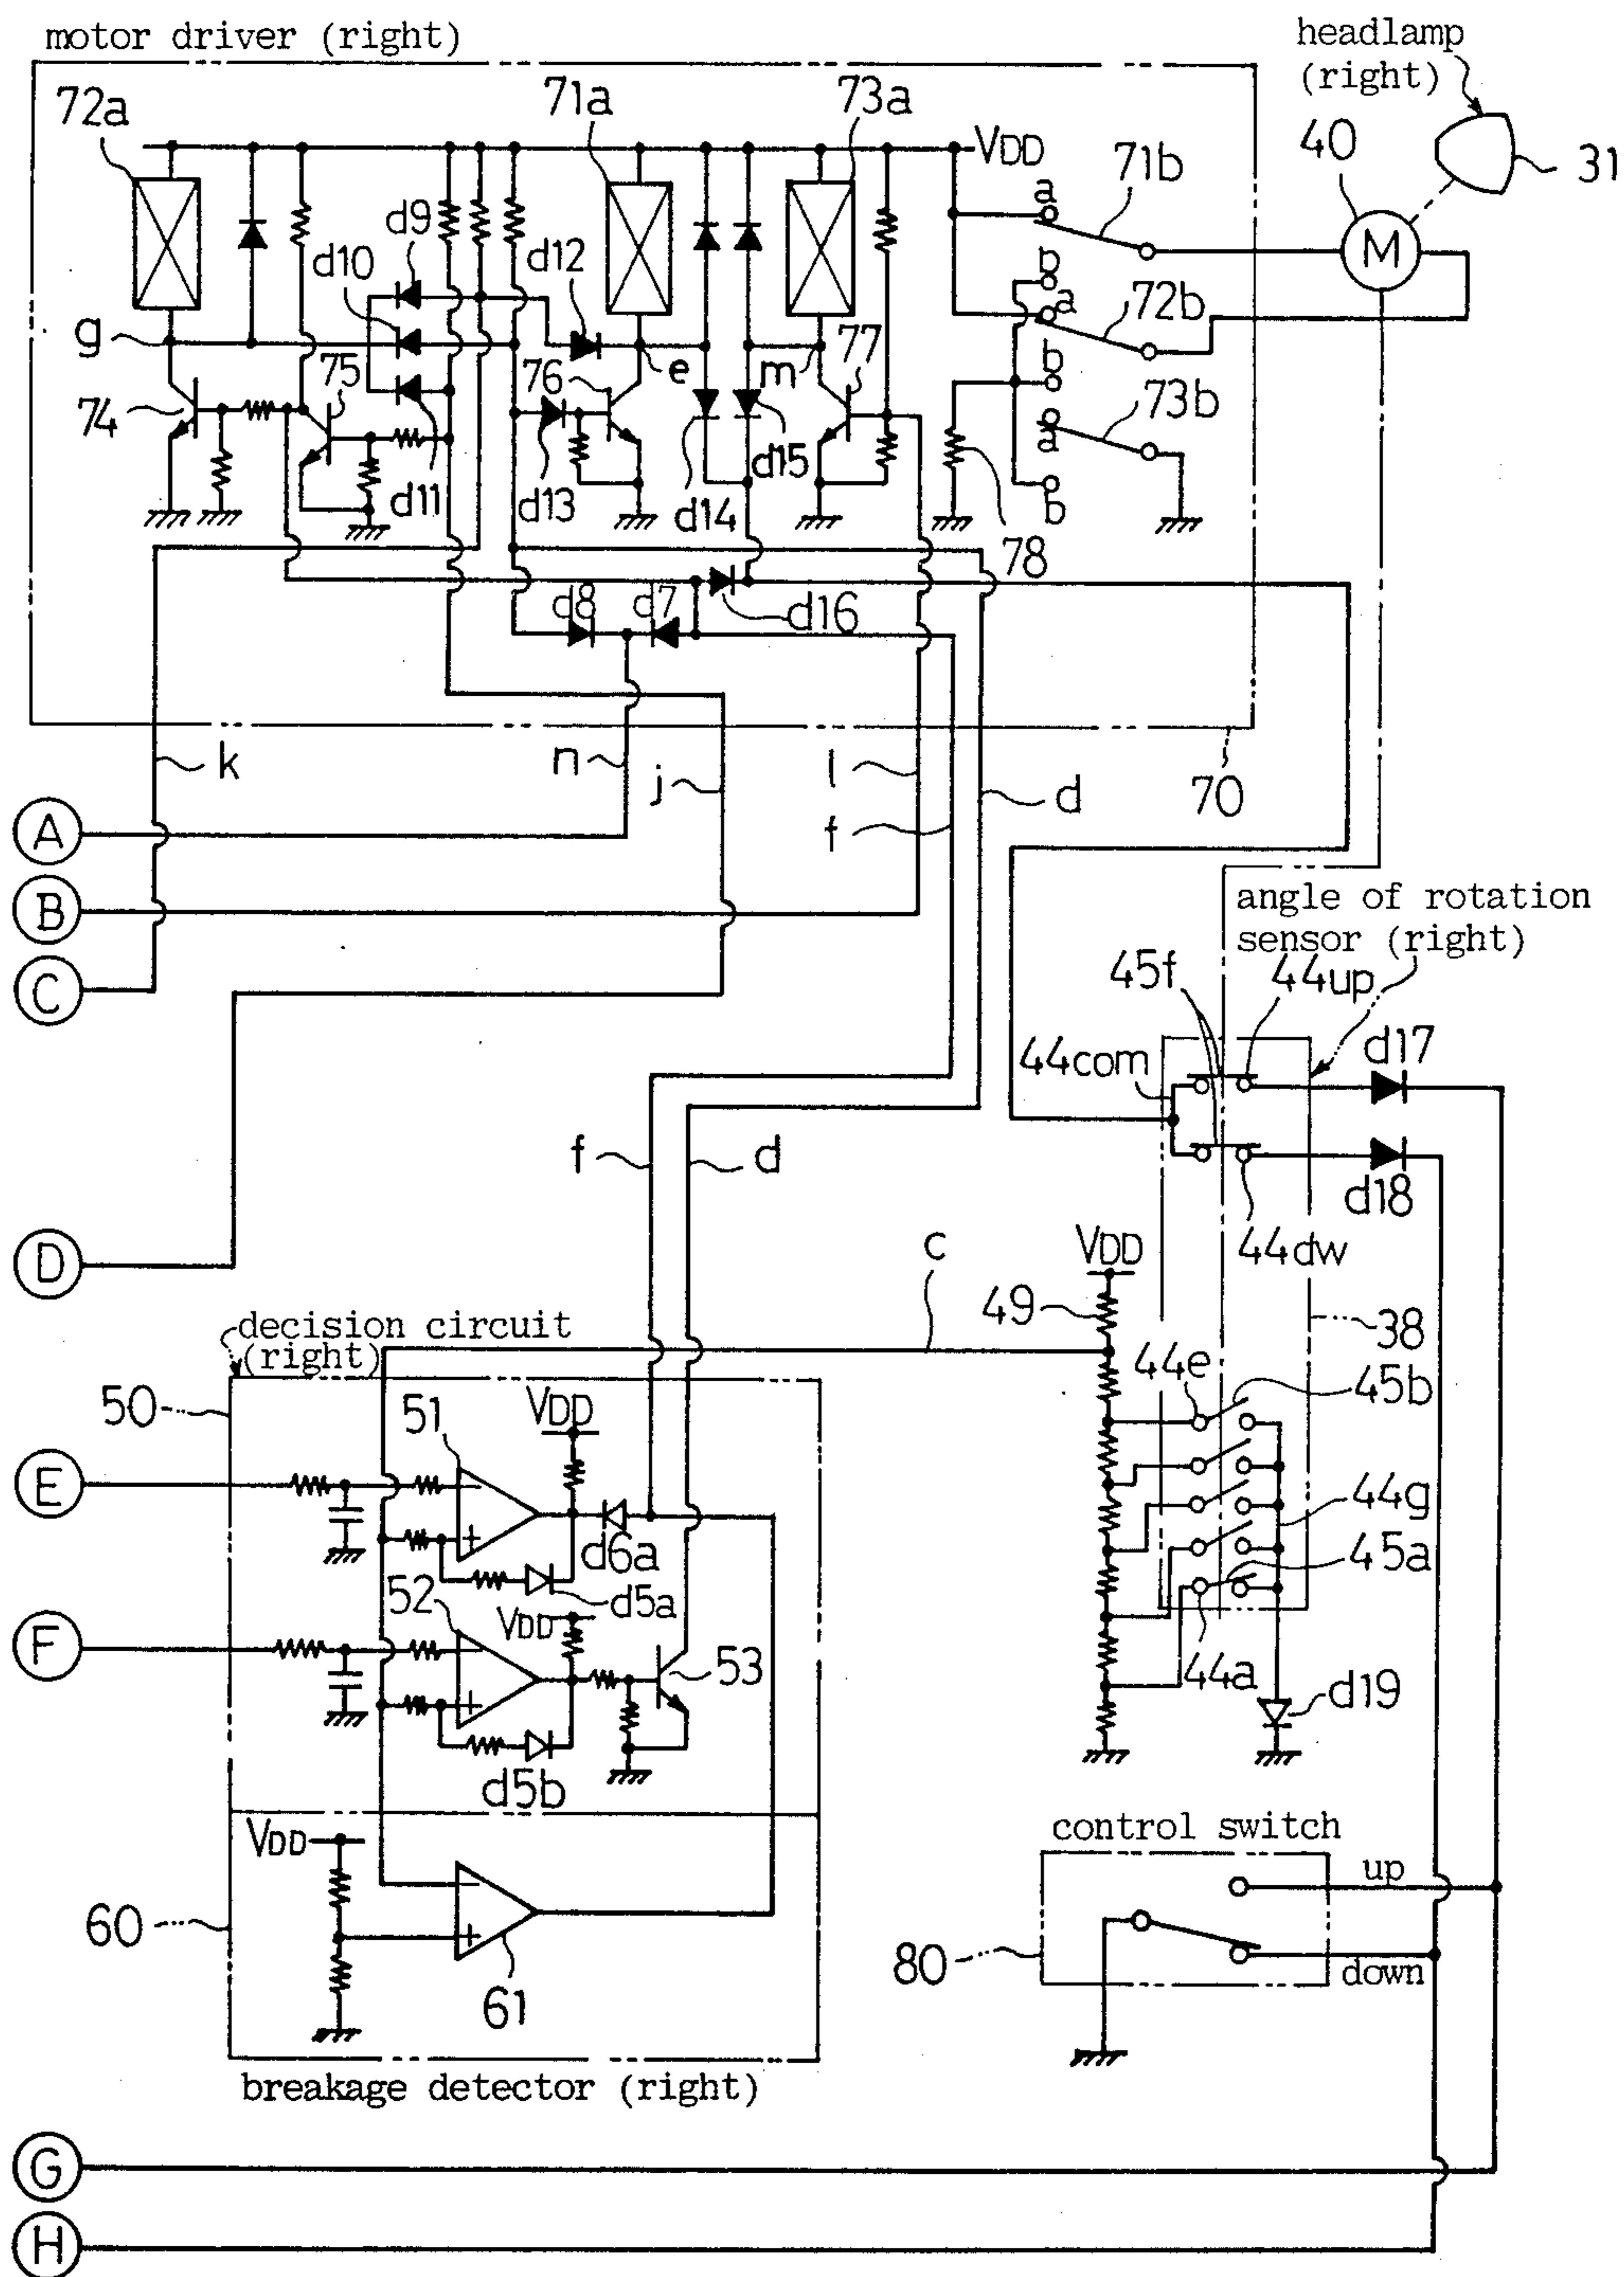 motor driver (right)
headlamp
(right)
72a
71a
73a
VDD
40
71b
31
a
d9
M
d10
d12
b
a
72b
g
75
76
e
m
77
b
74
73b
a
d11
d13
d14
d15
b
78
d8
d7
d16
k
n
j
l
f
d
70
A
B
C
angle of rotation
sensor (right)
45f
44up
44com
d17
f
d
d18
44dw
D
c
VDD
49
38
decision circuit
(right)
44e
45b
50
51
VDD
E
44g
d6a
45a
d5a
52
VDD
F
53
44a
d19
d5b
VDD
control switch
up
60
80
down
61
breakage detector (right)
G
H